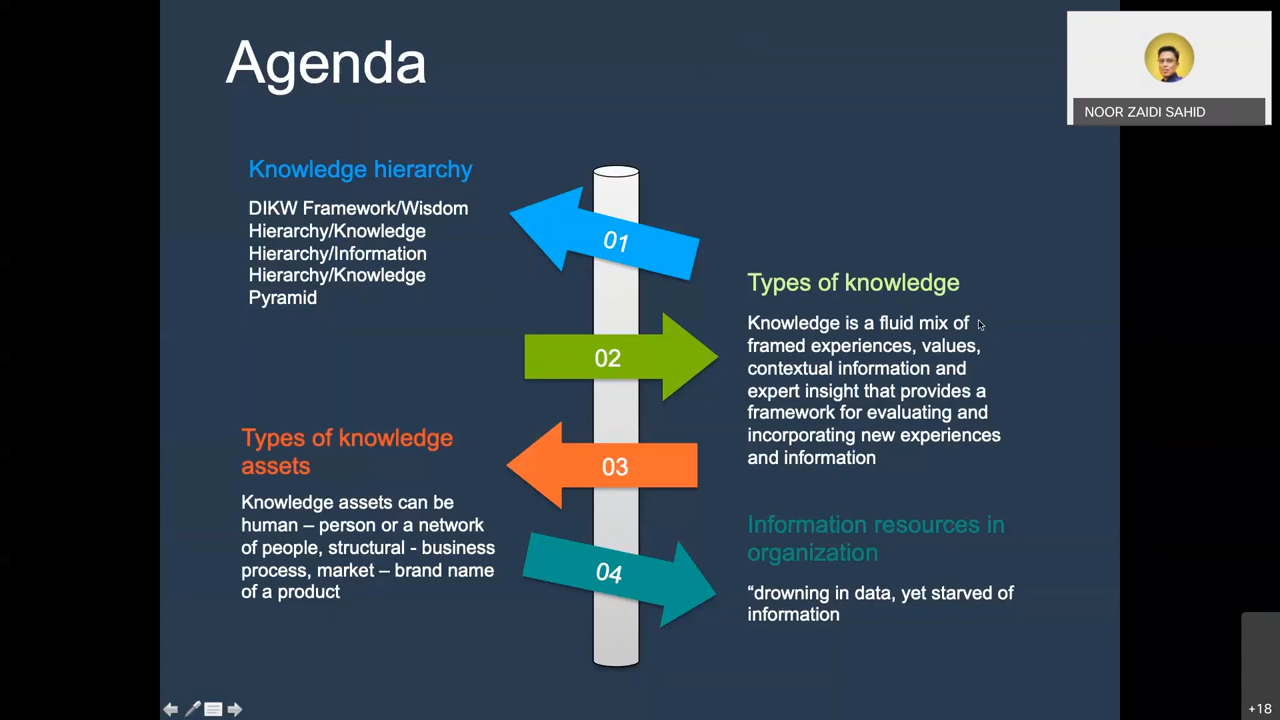 Agenda
NOOR ZAIDI SAHID
Knowledge hierarchy
DIKW Framework/Wisdom
Hierarchy/Knowledge
Hierarchy/Information
Hierarchy/Knowledge
Pyramid
01
Types of knowledge
Knowledge is a fluid mix of
framed experiences, values,
contextual information and
expert insight that provides a
framework for evaluating and
incorporating new experiences
and information
02
Types of knowledge
assets
Knowledge assets can be
human – person or a network
of people, structural - business
process, market – brand name
of a product
03
Information resources in
organization
“drowning in data, yet starved of
information
04
+18